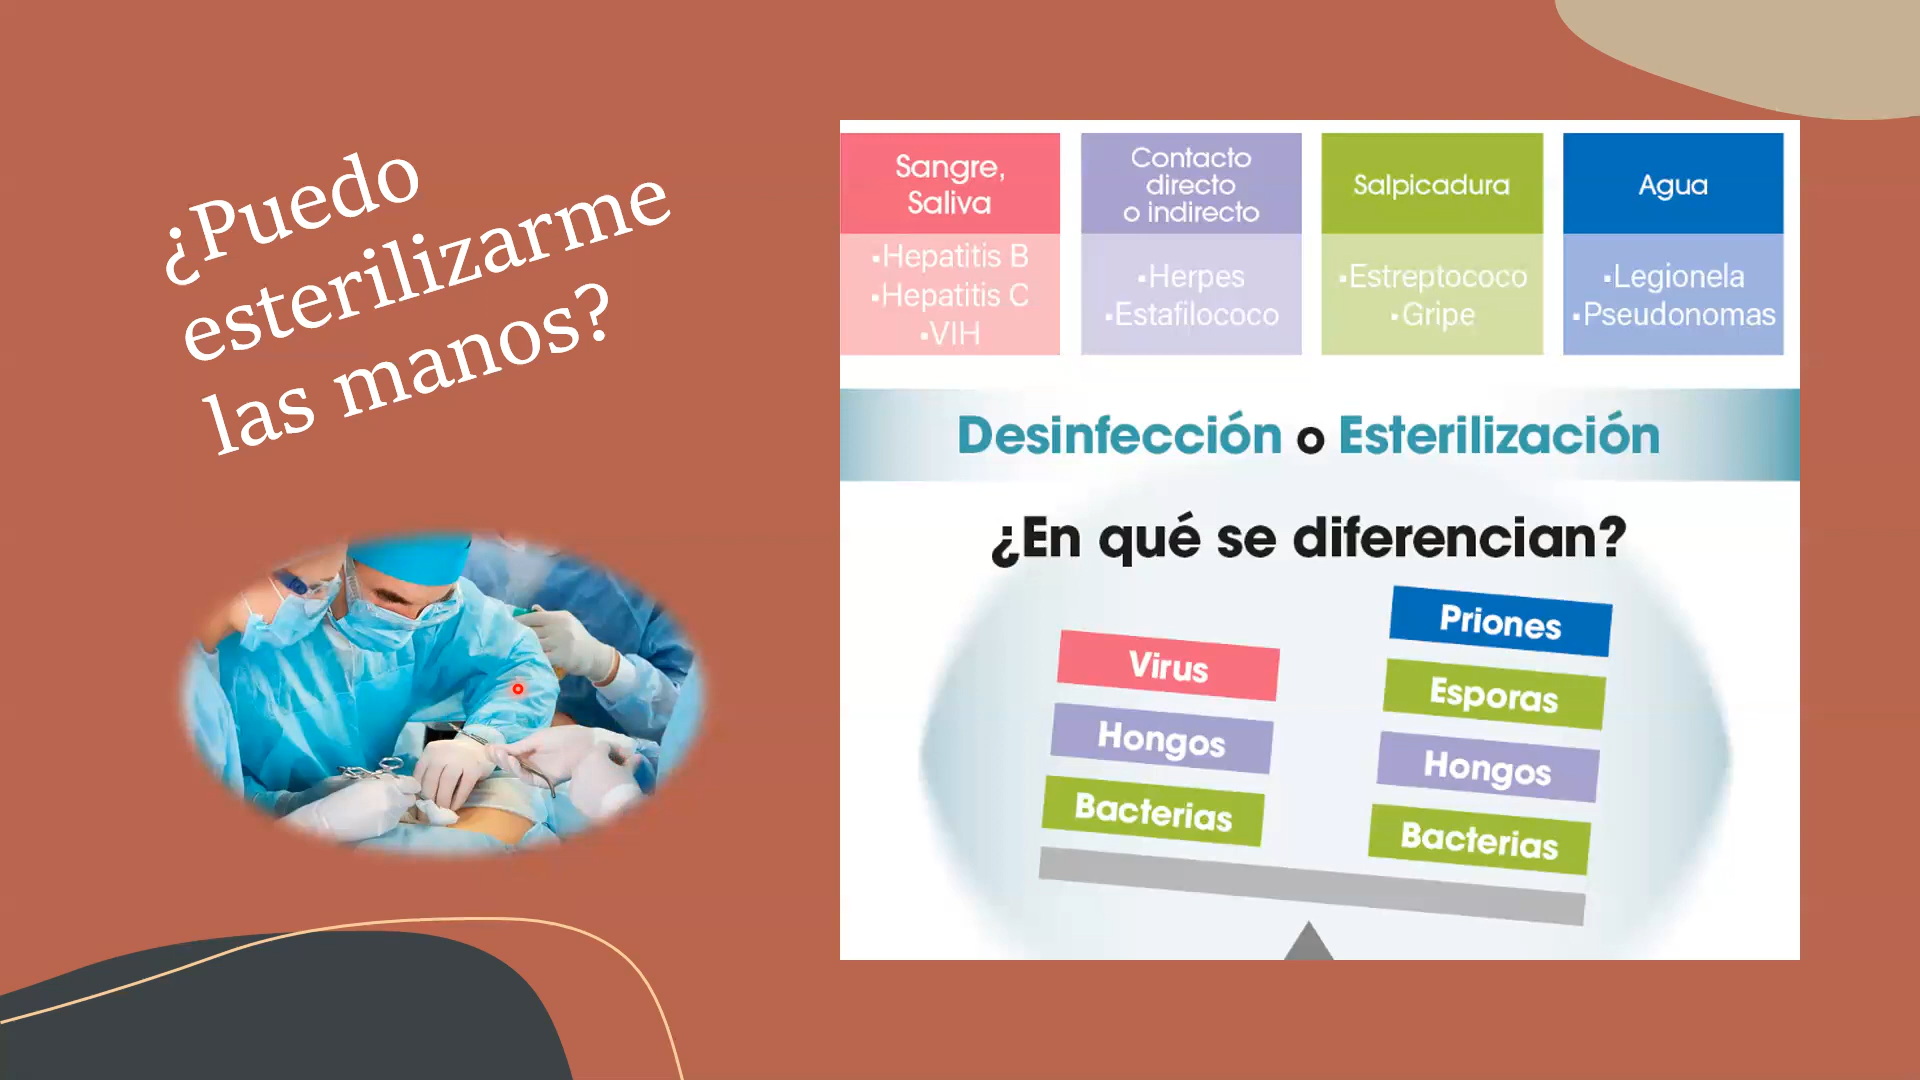 ¿Puedo
esterilizarme
las manos?
Sangre,
Saliva
▪Hepatitis B
▪Hepatitis C
▪VIH
Contacto
directo
o indirecto
▪Herpes
▪Estafilococo
Salpicadura
▪Estreptococo
▪Gripe
Agua
▪Legionela
▪Pseudonomas
Desinfección o Esterilización
¿En qué se diferencian?
Virus
Hongos
Bacterias
Priones
Esporas
Hongos
Bacterias